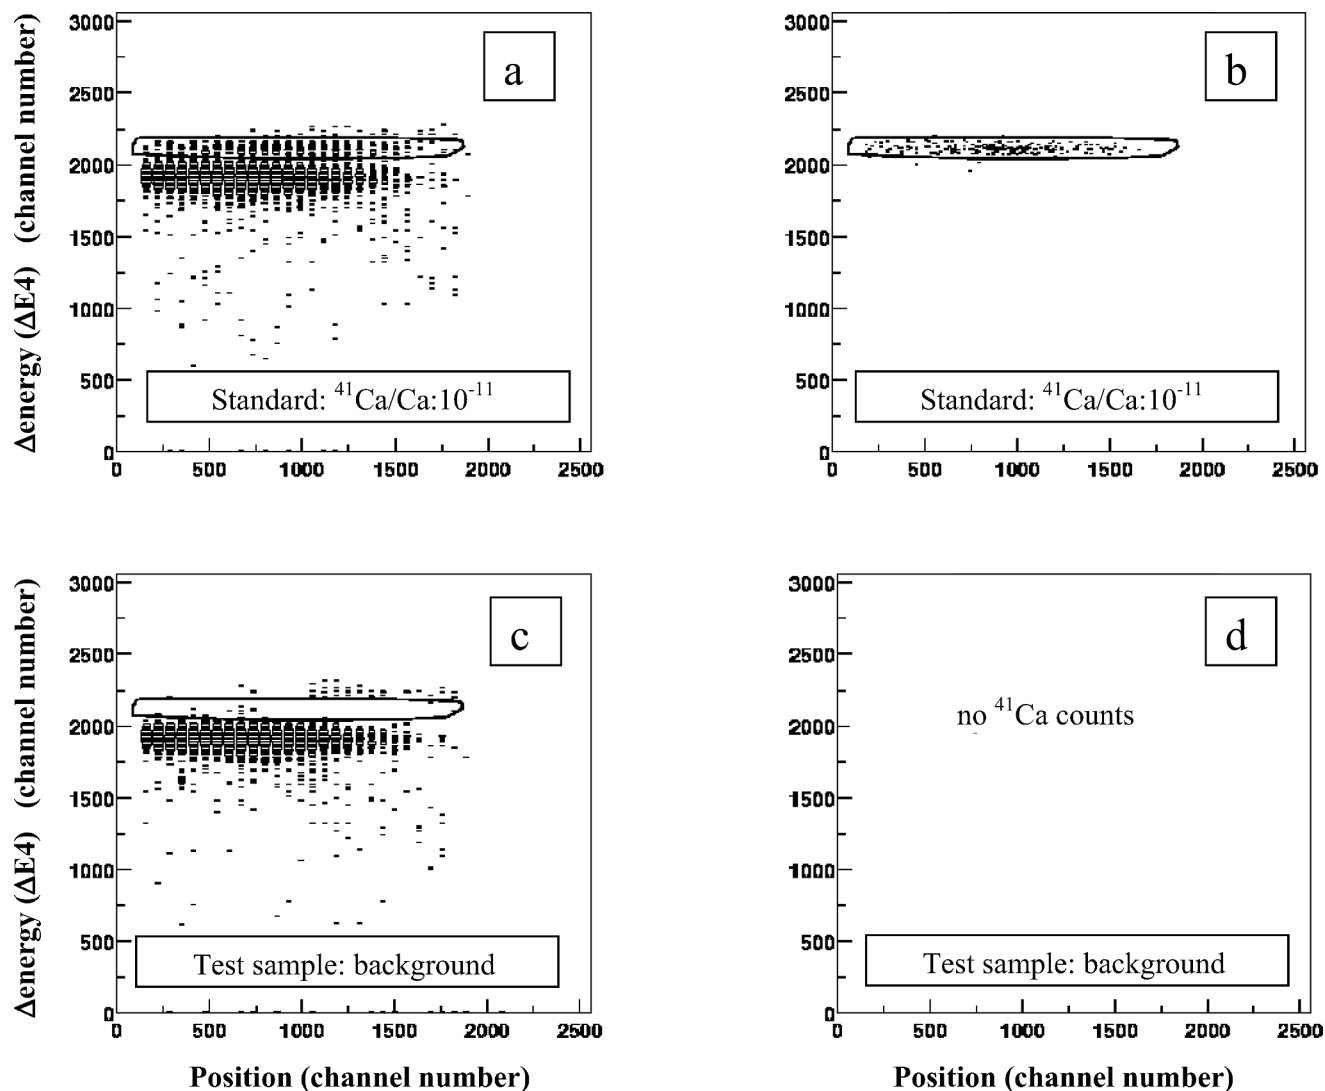 Δenergy (ΔE4) (channel number)
3000
2500
2000
1500
1000
500
0
a
Standard: ⁴¹Ca/Ca:10⁻¹¹
0 500 1000 1500 2000 2500
3000
2500
2000
1500
1000
500
0
b
Standard: ⁴¹Ca/Ca:10⁻¹¹
0 500 1000 1500 2000 2500
Δenergy (ΔE4) (channel number)
3000
2500
2000
1500
1000
500
0
c
Test sample: background
0 500 1000 1500 2000 2500
Position (channel number)
3000
2500
2000
1500
1000
500
0
d
no ⁴¹Ca counts
Test sample: background
0 500 1000 1500 2000 2500
Position (channel number)